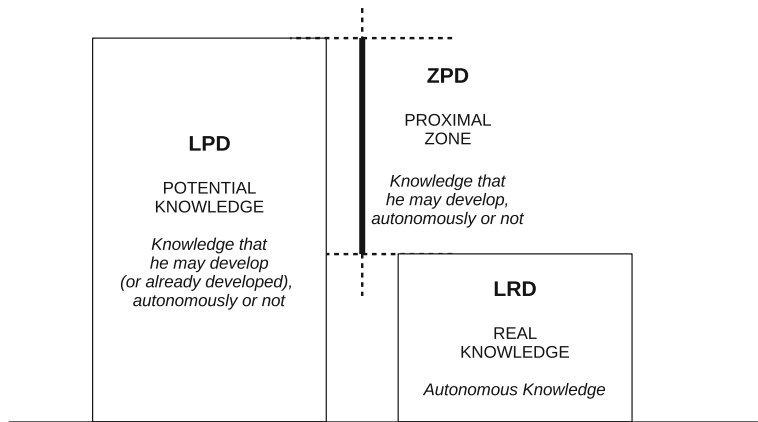 LPD
POTENTIAL
KNOWLEDGE
Knowledge that
he may develop
(or already developed),
autonomously or not
ZPD
PROXIMAL
ZONE
Knowledge that
he may develop,
autonomously or not
LRD
REAL
KNOWLEDGE
Autonomous Knowledge